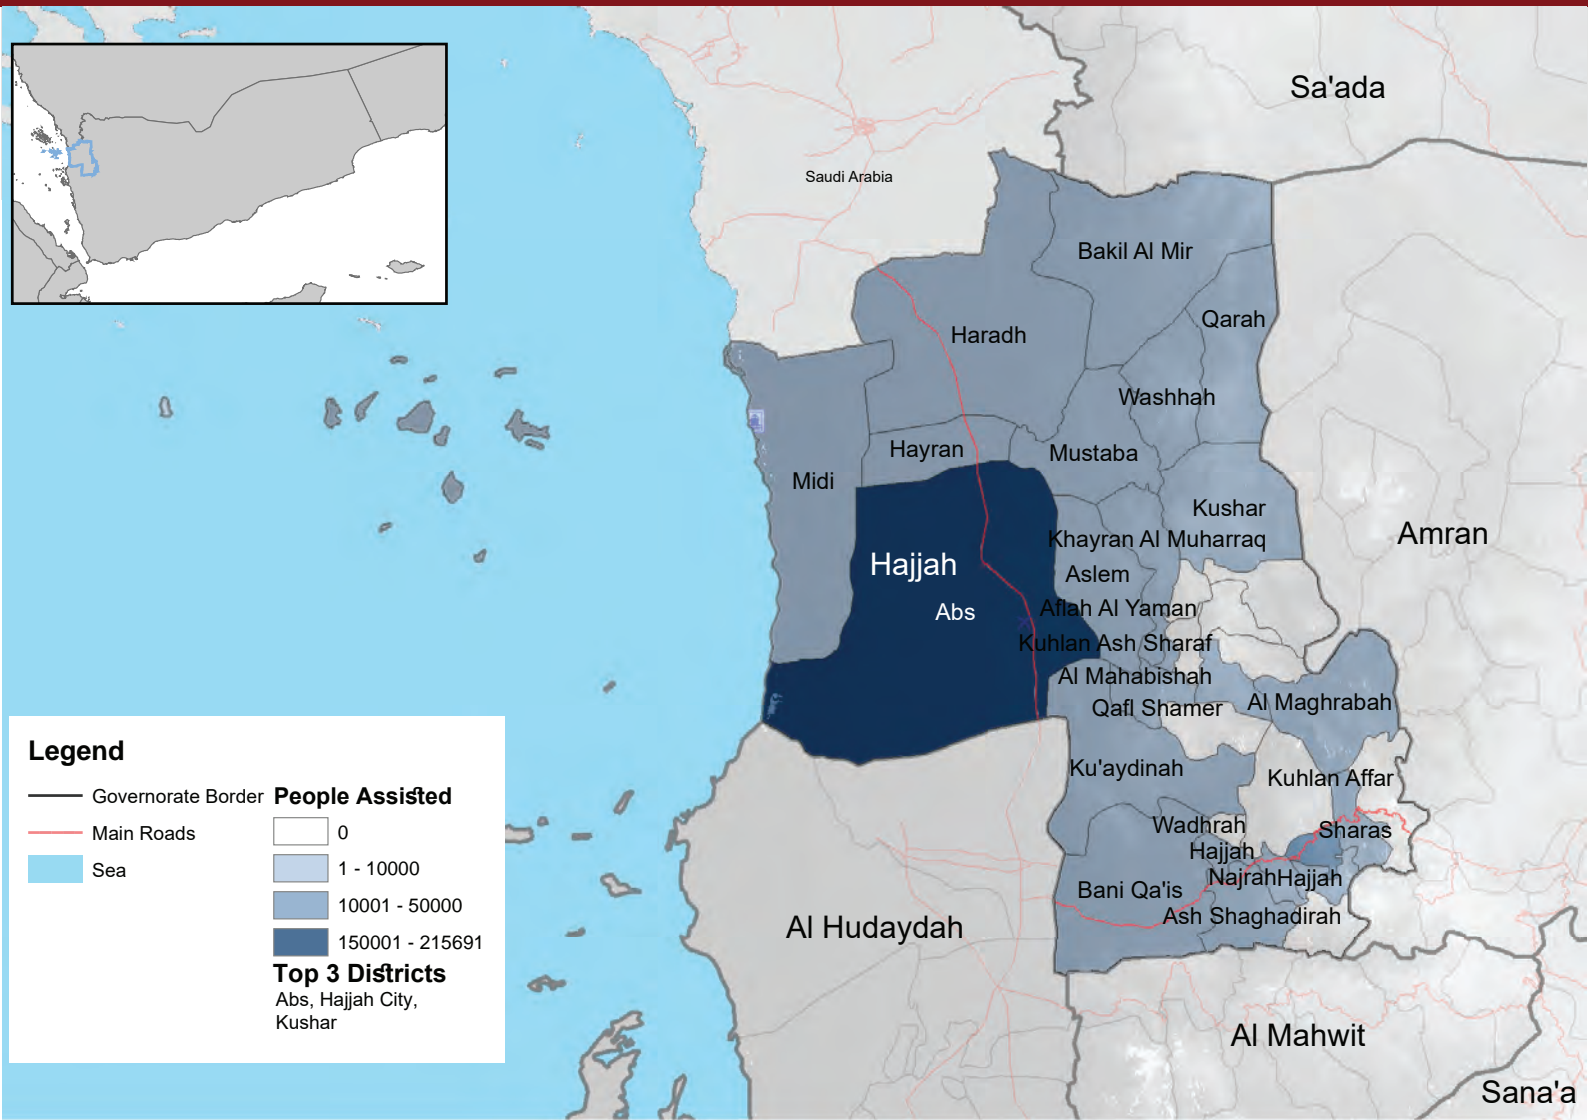 Sa'ada
Saudi Arabia
Bakil Al Mir
Qarah
Haradh
Washhah
Hayran
Mustaba
Midi
Kushar
Amran
Khayran Al Muharraq
Hajjah
Aslem
Abs
Aflah Al Yaman
Kuhlan Ash Sharaf
Al Mahabishah
Qafl Shamer
Al Maghrabah
Ku'aydinah
Kuhlan Affar
Wadhrah
Sharas
Hajjah
Najrah
Hajjah
Bani Qa'is
Ash Shaghadirah
Al Hudaydah
Al Mahwit
Sana'a
Legend
Governorate Border
Main Roads
Sea
People Assisted
0
1 - 10000
10001 - 50000
150001 - 215691
Top 3 Districts
Abs, Hajjah City,
Kushar